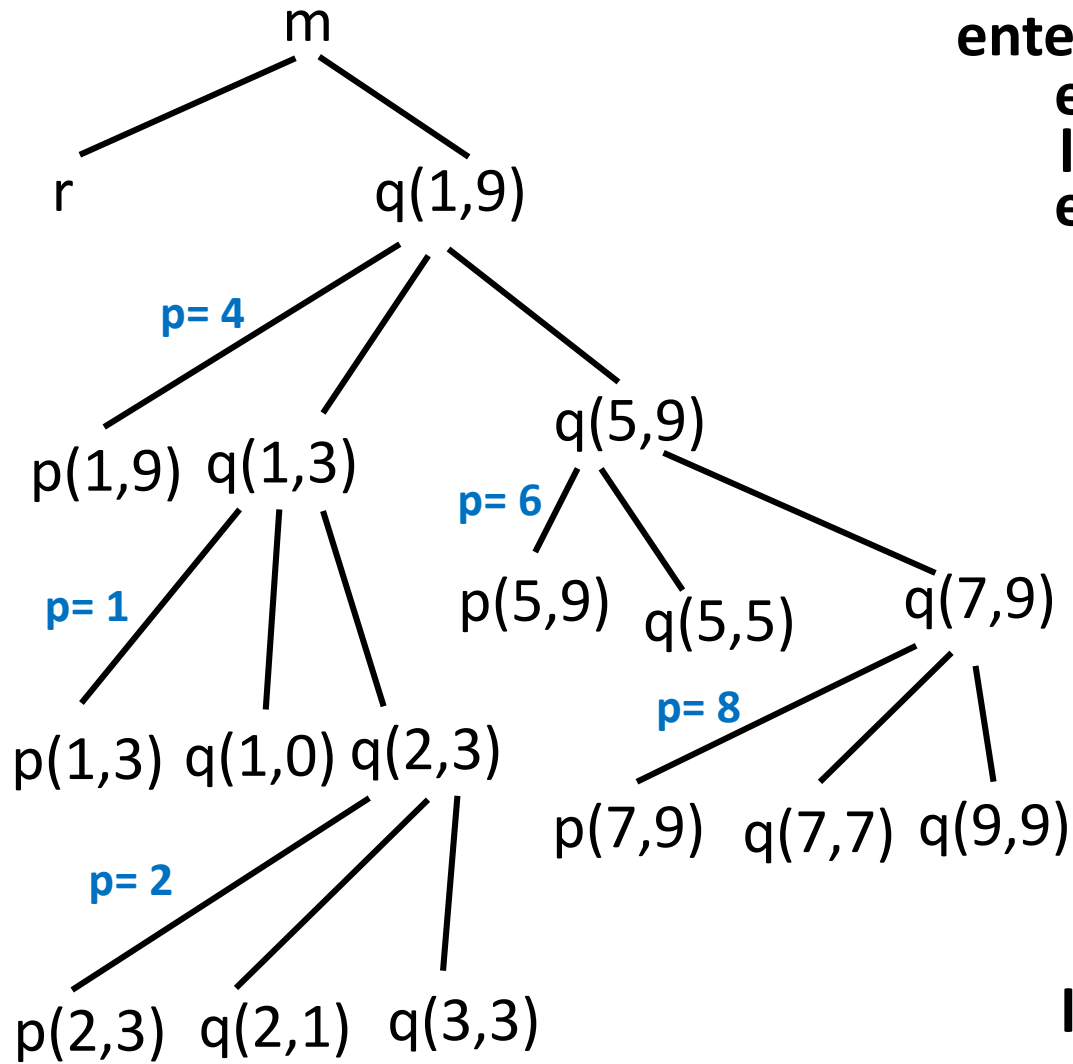 m
ente
e
l
e
r q(1,9)
p= 4
q(5,9)
p(1,9) q(1,3)
p= 6
p= 1
p(5,9) q(5,5) q(7,9)
p= 8
p(1,3) q(1,0) q(2,3)
p(7,9) q(7,7) q(9,9)
p= 2
p(2,3) q(2,1) q(3,3)
l